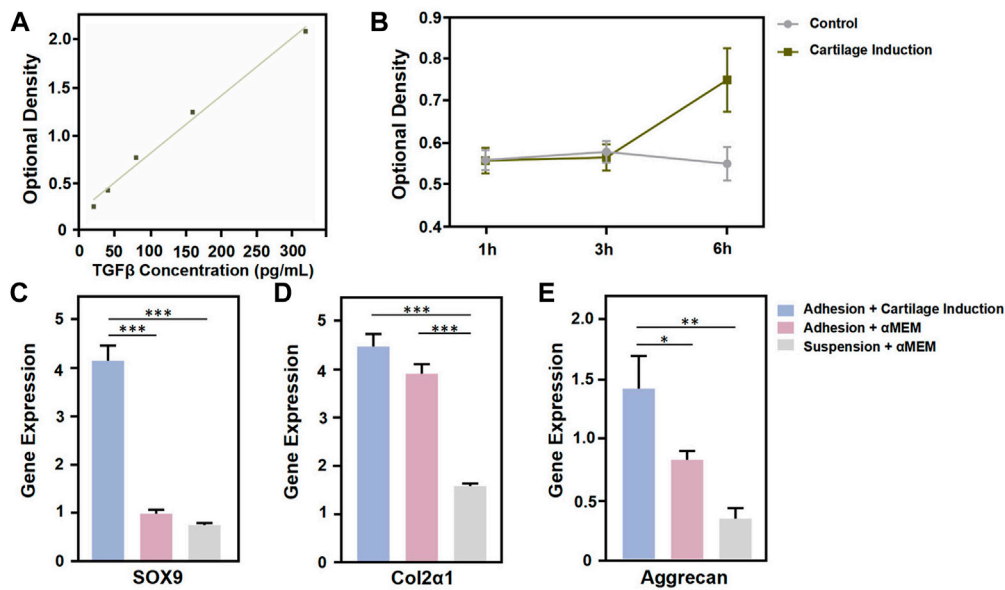 A
Optional Density
2.0
1.5
1.0
0.5
0
0 50 100 150 200 250 300
TGFβ Concentration (pg/mL)
B
Optional Density
0.9
0.8
0.7
0.6
0.5
0.4
1h 3h 6h
Control
Cartilage Induction
C
Gene Expression
5
4
3
2
1
0
***
***
SOX9
D
Gene Expression
5
4
3
2
1
0
***
***
Col2α1
E
Gene Expression
2.0
1.5
1.0
0.5
0
**
*
Aggrecan
Adhesion + Cartilage Induction
Adhesion + αMEM
Suspension + αMEM